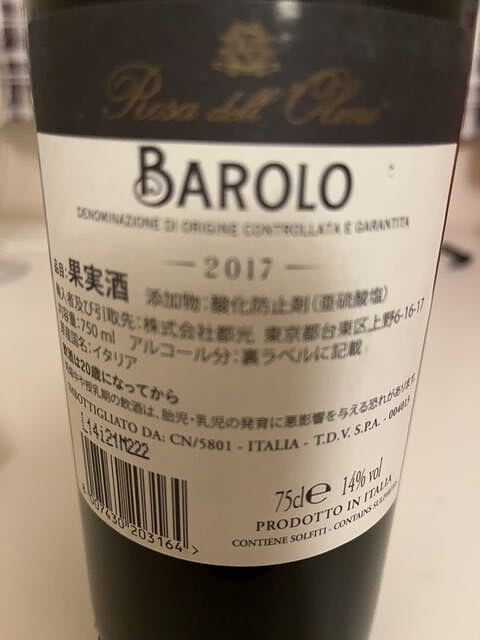 Rosa dell' Olmo
BAROLO
DENOMINAZIONE DI ORIGINE CONTROLLATA E GARANTITA
— 2017 —
品目:果実酒 添加物:酸化防止剤(亜硫酸塩)
輸入者及び引取先:株式会社都光 東京都台東区上野6-16-17
内容量:750ml アルコール分:裏ラベルに記載
原産国名:イタリア
飲酒は20歳になってから
妊娠中や授乳期の飲酒は、胎児・乳児の発育に悪影響を与える恐れがあります。
IMBOTTIGLIATO DA: CN/5801 - ITALIA - T.D.V. S.P.A. - 004015
L14i21M222
75cl e 14% vol
PRODOTTO IN ITALIA
CONTIENE SOLFITI - CONTAINS SULPHITES
8 007430 203164 >